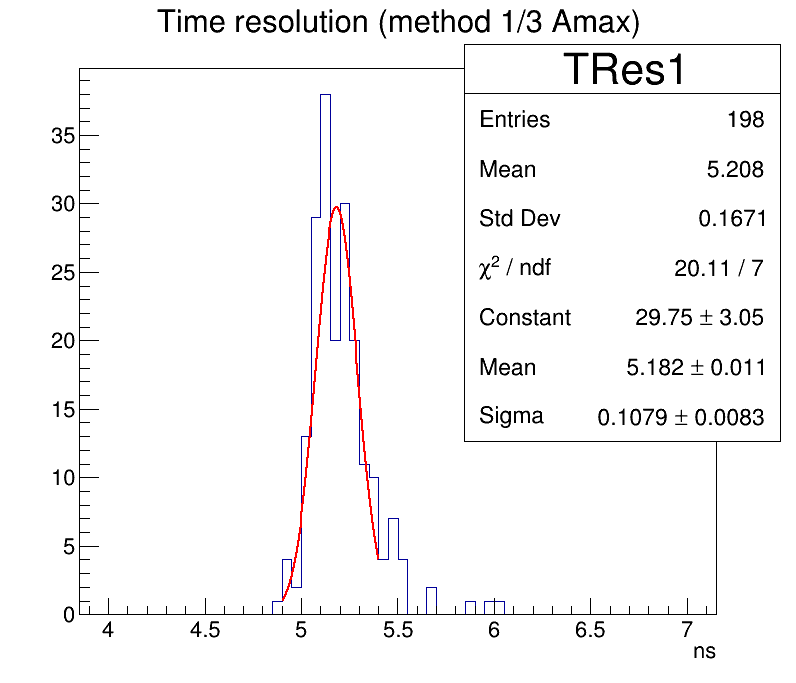 Time resolution (method 1/3 Amax)
TRes1
Entries 198
Mean 5.208
Std Dev 0.1671
χ² / ndf 20.11 / 7
Constant 29.75 ± 3.05
Mean 5.182 ± 0.011
Sigma 0.1079 ± 0.0083
35
30
25
20
15
10
5
0
4 4.5 5 5.5 6 6.5 7
ns